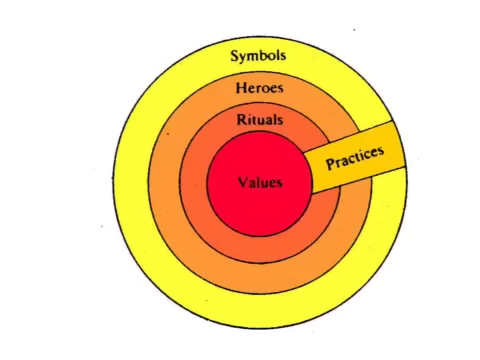 Symbols
Heroes
Rituals
Practices
Values